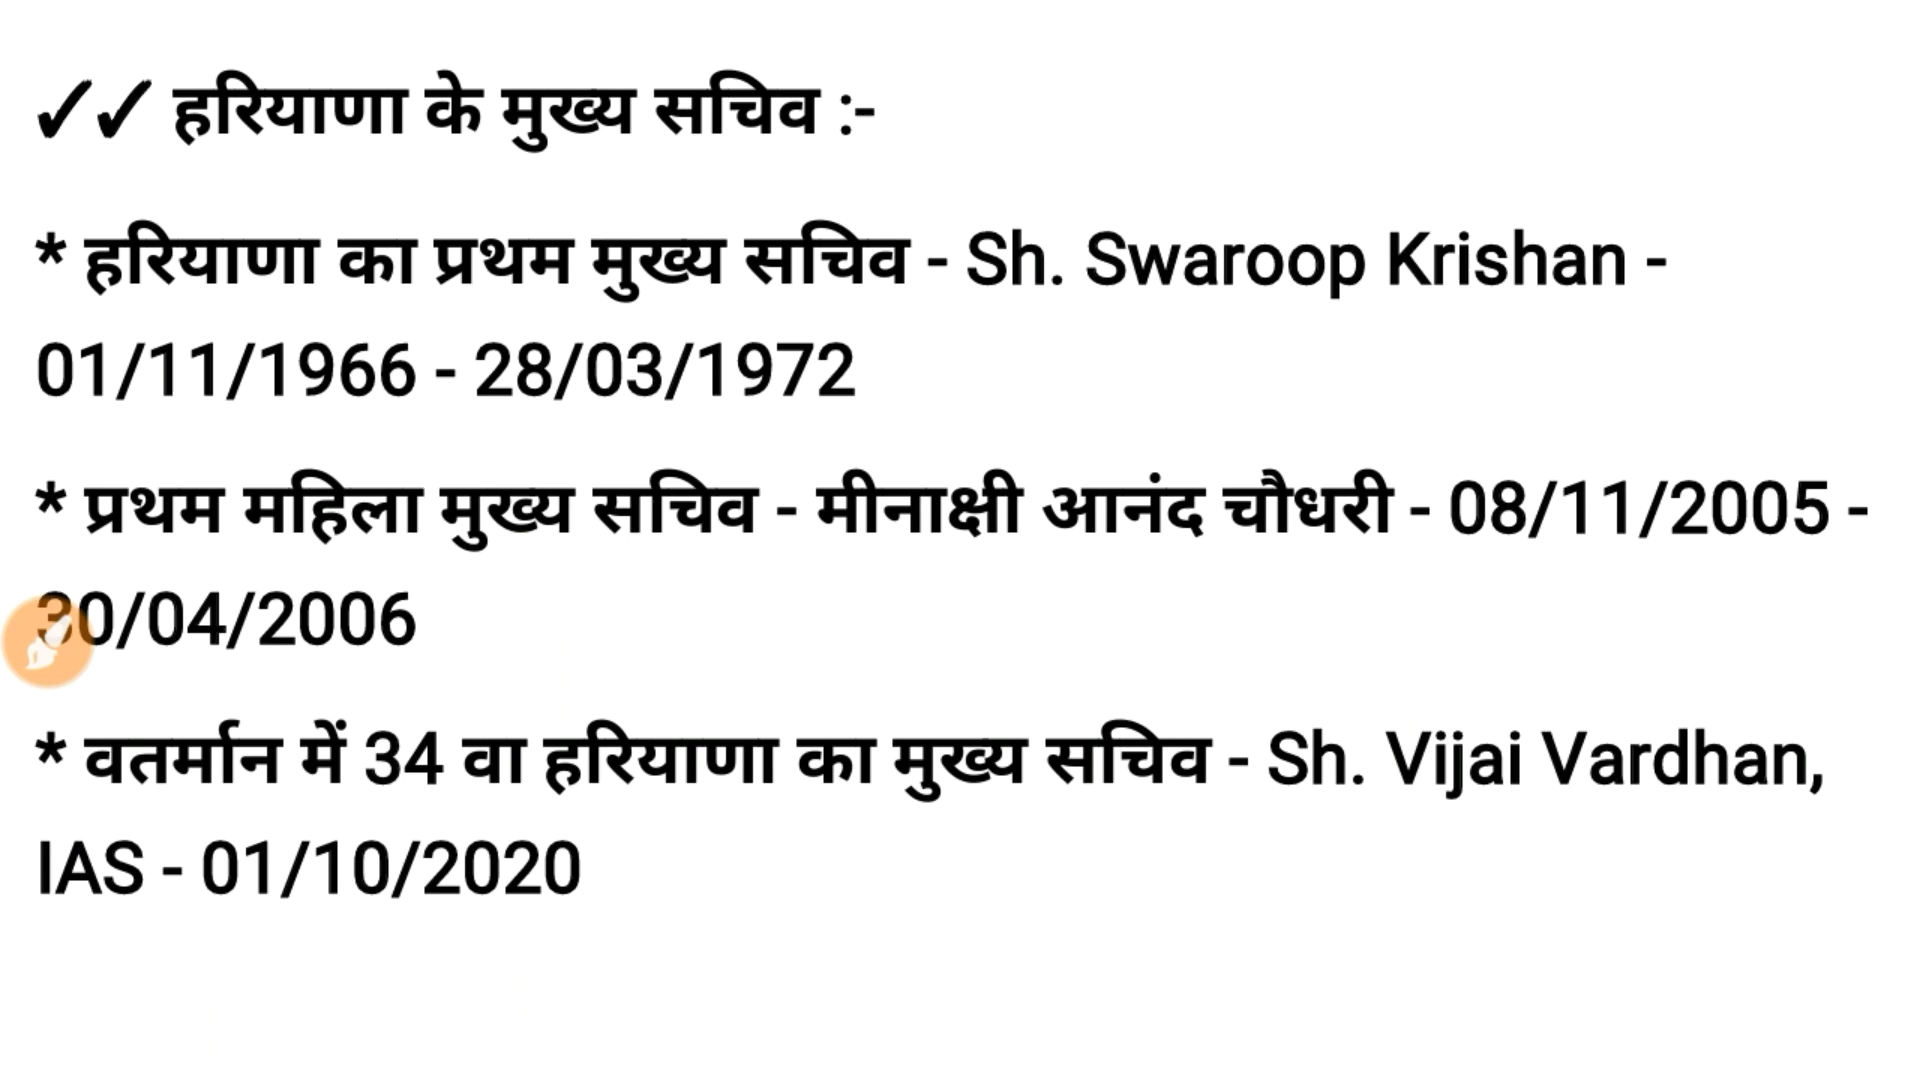 ✓✓ हरियाणा के मुख्य सचिव :-
* हरियाणा का प्रथम मुख्य सचिव - Sh. Swaroop Krishan -
01/11/1966 - 28/03/1972
* प्रथम महिला मुख्य सचिव - मीनाक्षी आनंद चौधरी - 08/11/2005 -
30/04/2006
* वतर्मान में 34 वा हरियाणा का मुख्य सचिव - Sh. Vijai Vardhan,
IAS - 01/10/2020